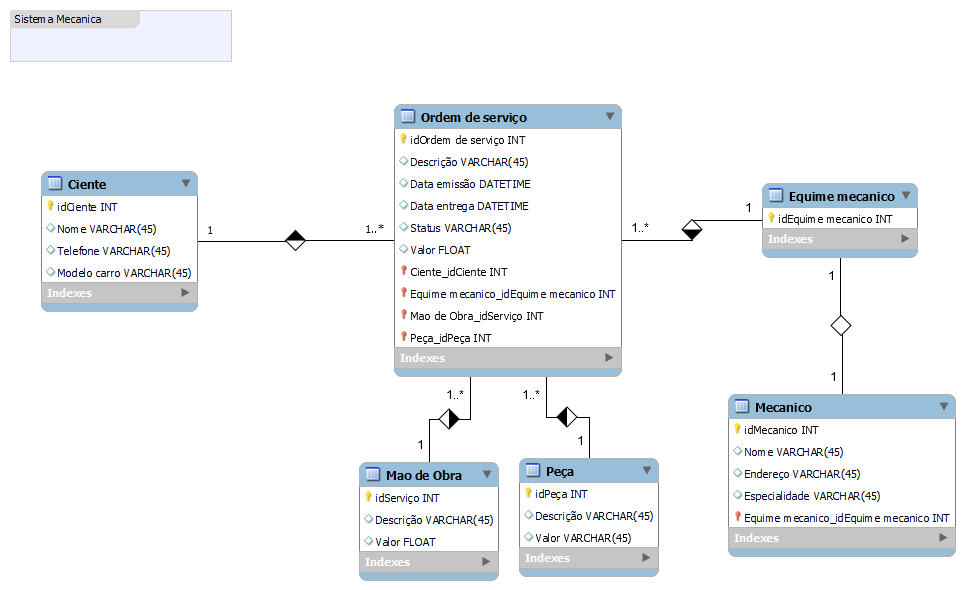 Sistema Mecanica
Ordem de serviço
idOrdem de serviço INT
Descrição VARCHAR(45)
Data emissão DATETIME
Data entrega DATETIME
Status VARCHAR(45)
Valor FLOAT
Ciente_idCiente INT
Equime mecanico_idEquime mecanico INT
Mao de Obra_idServiço INT
Peça_idPeça INT
Indexes
Ciente
idCiente INT
Nome VARCHAR(45)
Telefone VARCHAR(45)
Modelo carro VARCHAR(45)
Indexes
1
1..*
1..*
1
Equime mecanico
idEquime mecanico INT
Indexes
1
1
Mecanico
idMecanico INT
Nome VARCHAR(45)
Endereço VARCHAR(45)
Especialidade VARCHAR(45)
Equime mecanico_idEquime mecanico INT
Indexes
1..*
1
Mao de Obra
idServiço INT
Descrição VARCHAR(45)
Valor FLOAT
Indexes
1..*
1
Peça
idPeça INT
Descrição VARCHAR(45)
Valor VARCHAR(45)
Indexes